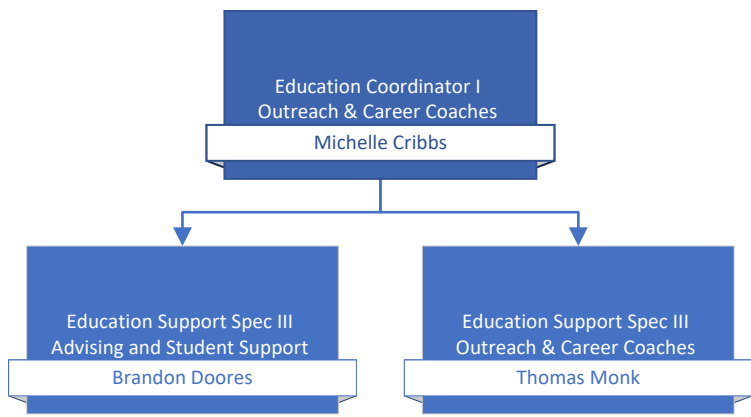 Education Coordinator I
Outreach & Career Coaches
Michelle Cribbs
Education Support Spec III
Advising and Student Support
Brandon Doores
Education Support Spec III
Outreach & Career Coaches
Thomas Monk